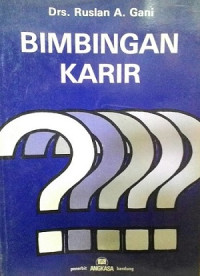 Drs. Ruslan A. Gani
BIMBINGAN
KARIR
penerbit ANGKASA bandung